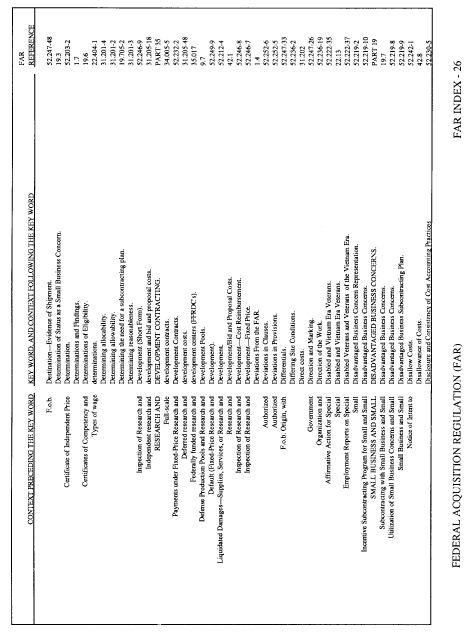 FAR
CONTEXT PRECEDING THE KEY WORD KEY WORD AND CONTEXT FOLLOWING THE KEY WORD REFERENCE
F.o.b. Destination—Evidence of Shipment. 52.247-48
Determination of Status as a Small Business Concern. 19.3
Certificate of Independent Price Determination. 52.203-2
Determinations and Findings. 1.7
Certificates of Competency and Determinations of Eligibility. 19.6
Types of wage determinations. 22.404-1
Determining allocability. 31.201-4
Determining allowability. 31.201-2
Determining the need for a subcontracting plan. 19.705-2
Determining reasonableness. 31.201-3
Inspection of Research and Development (Short Form). 52.246-9
Independent research and development and bid and proposal costs. 31.205-18
RESEARCH AND DEVELOPMENT CONTRACTING. PART 35
Full-scale development contracts. 34.005-5
Payments under Fixed-Price Research and Development Contracts. 52.232-2
Deferred research and development costs. 31.205-48
Federally funded research and development centers (FFRDCs). 35.017
Defense Production Pools and Research and Development Pools. 9.7
Default (Fixed-Price Research and Development). 52.249-9
Liquidated Damages—Supplies, Services, or Research and Development. 52.212-4
Research and Development/Bid and Proposal Costs. 42.1
Inspection of Research and Development—Cost Reimbursement. 52.246-8
Inspection of Research and Development—Fixed Price. 52.246-7
Deviations From the FAR. 1.4
Authorized Deviations in Clauses. 52.252-6
Authorized Deviations in Provisions. 52.252-5
F.o.b. Origin, with Differentials. 52.247-33
Differing Site Conditions. 52.236-2
Direct costs. 31.202
Government Direction and Marking. 52.247-26
Organization and Direction of the Work. 52.236-19
Affirmative Action for Special Disabled and Vietnam Era Veterans. 52.222-35
Special Disabled and Vietnam Era Veterans. 22.13
Employment Reports on Special Disabled Veterans and Veterans of the Vietnam Era. 52.222-37
Small Disadvantaged Business Concern Representation. 52.219-2
Incentive Subcontracting Program for Small and Small Disadvantaged Business Concerns. 52.219-10
SMALL BUSINESS AND SMALL DISADVANTAGED BUSINESS CONCERNS. PART 19
Subcontracting with Small Business and Small Disadvantaged Business Concerns. 19.7
Utilization of Small Business Concerns and Small Disadvantaged Business Concerns. 52.219-8
Small Business and Small Disadvantaged Business Subcontracting Plan. 52.219-9
Notice of Intent to Disallow Costs. 52.242-1
Disallowance of Costs. 42.8
Disclosure and Consistency of Cost Accounting Practices 52.230-5
FEDERAL ACQUISITION REGULATION (FAR) FAR INDEX - 26